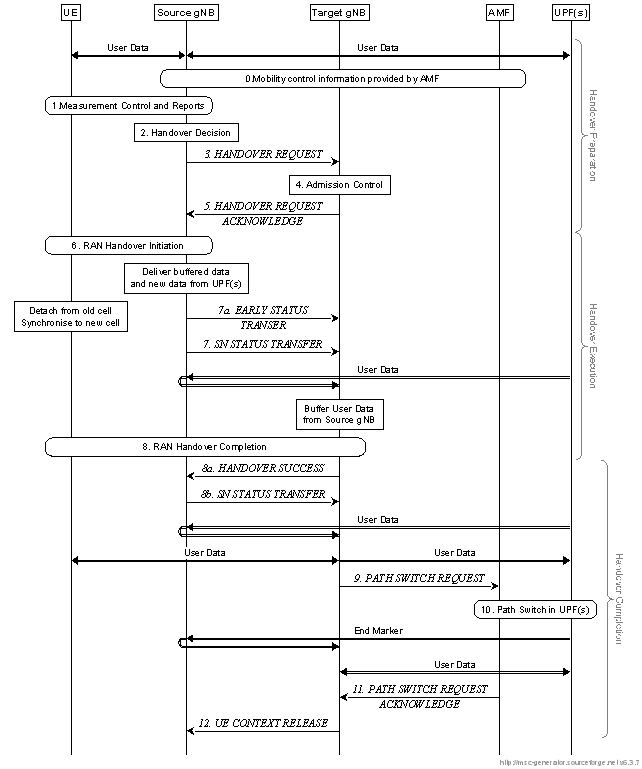 UE
Source gNB
Target gNB
AMF
UPF(s)
User Data
User Data
0.Mobility control information provided by AMF
1.Measurement Control and Reports
2. Handover Decision
3. HANDOVER REQUEST
4. Admission Control
5. HANDOVER REQUEST
ACKNOWLEDGE
Handover Preparation
6. RAN Handover Initiation
Deliver buffered data
and new data from UPF(s)
Detach from old cell
Synchronise to new cell
7a. EARLY STATUS
TRANSER
7. SN STATUS TRANSFER
User Data
Buffer User Data
from Source gNB
Handover Execution
8. RAN Handover Completion
8a. HANDOVER SUCCESS
8b. SN STATUS TRANSFER
User Data
User Data
User Data
9. PATH SWITCH REQUEST
10. Path Switch in UPF(s)
End Marker
User Data
11. PATH SWITCH REQUEST
ACKNOWLEDGE
12. UE CONTEXT RELEASE
Handover Completion
http://msc-generator.sourceforge.net v6.3.7